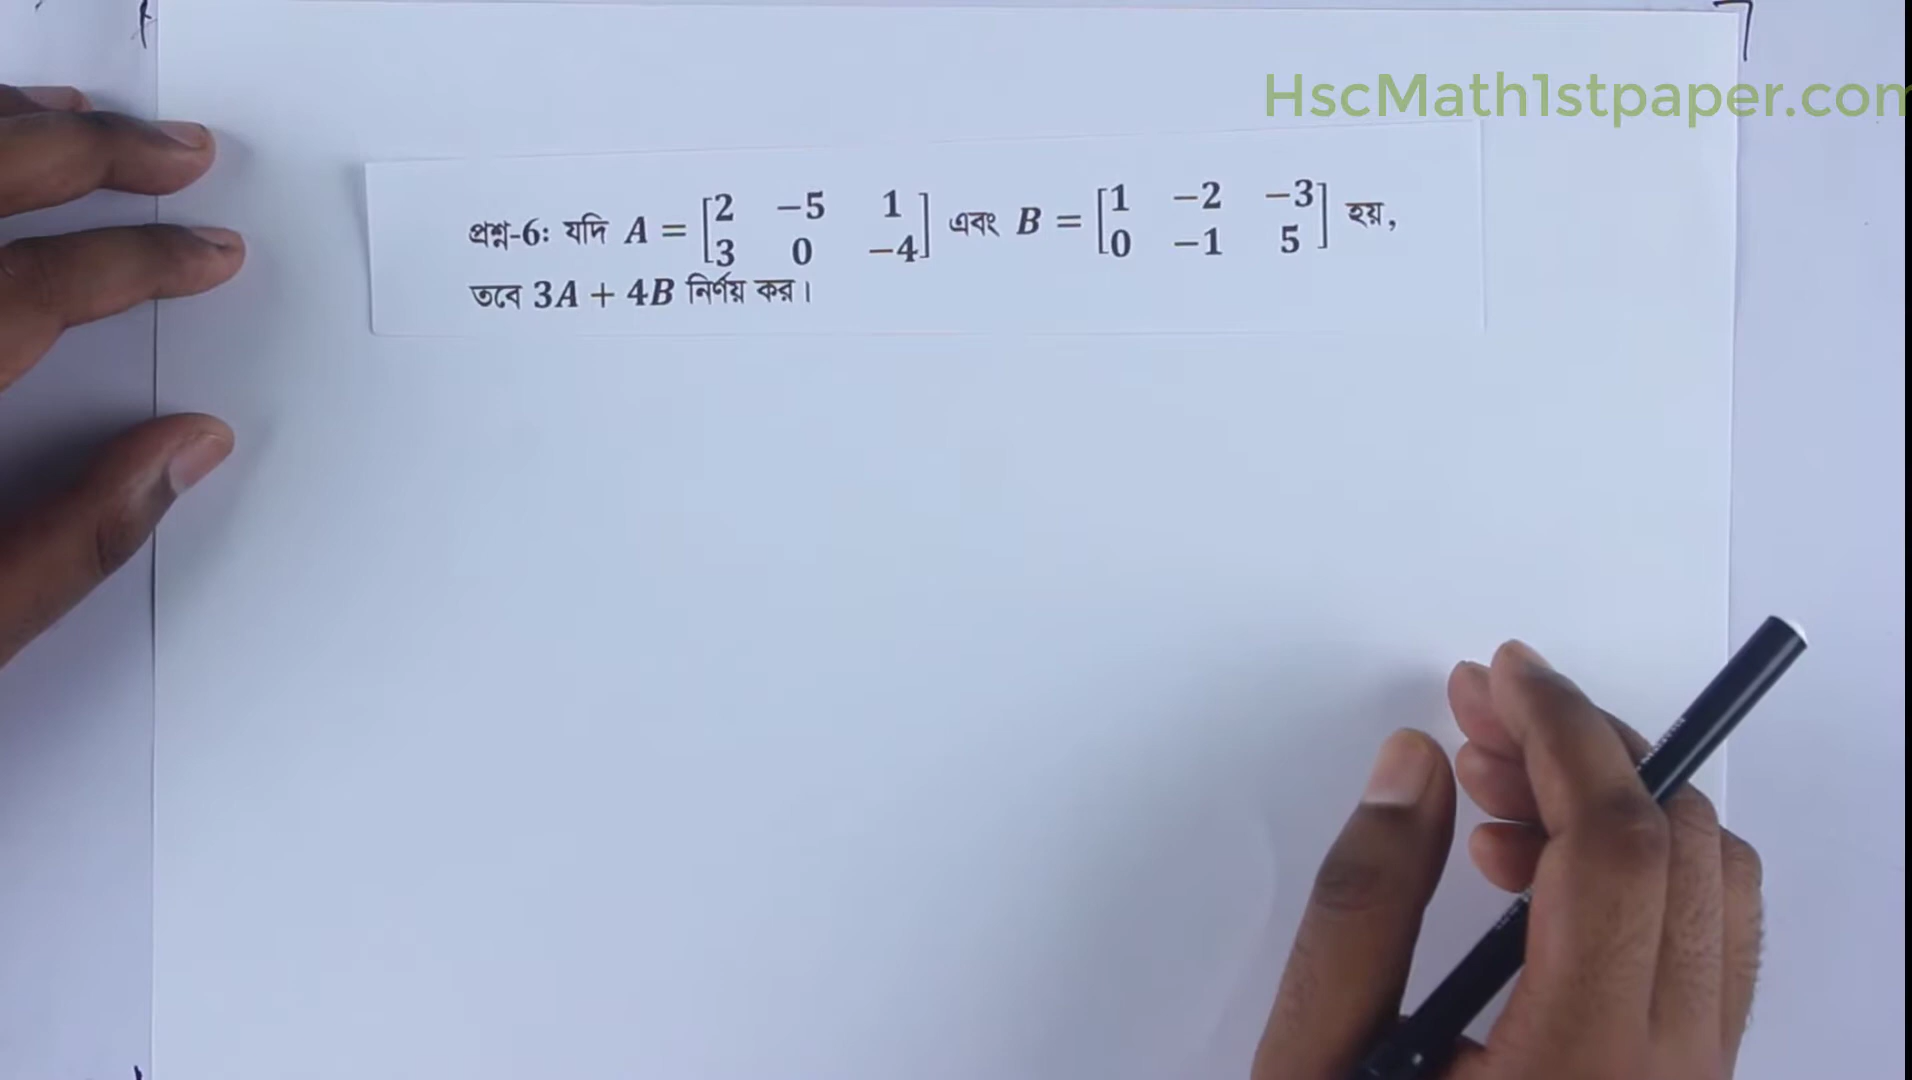 HscMath1stpaper.com
প্রশ্ন-6: যদি A = [2 −5 1
3 0 −4] এবং B = [1 −2 −3
0 −1 5] হয়,
তবে 3A + 4B নির্ণয় কর।